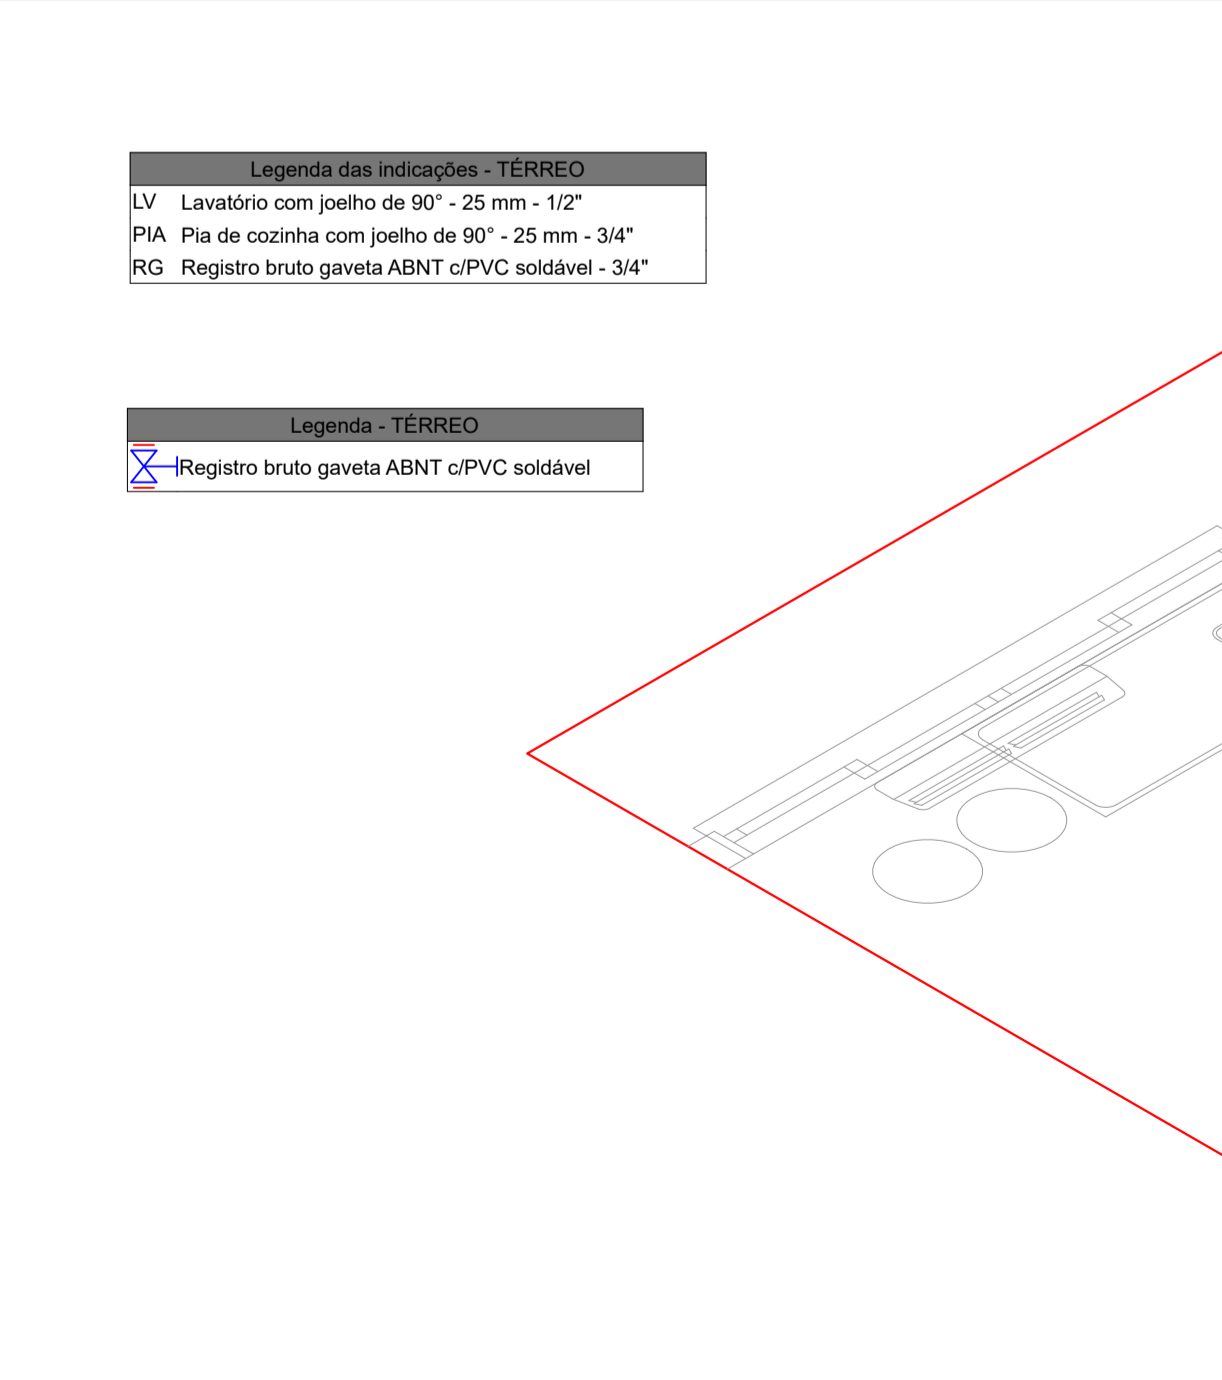 Legenda das indicações - TÉRREO
LV Lavatório com joelho de 90° - 25 mm - 1/2"
PIA Pia de cozinha com joelho de 90° - 25 mm - 3/4"
RG Registro bruto gaveta ABNT c/PVC soldável - 3/4"
Legenda - TÉRREO
Registro bruto gaveta ABNT c/PVC soldável